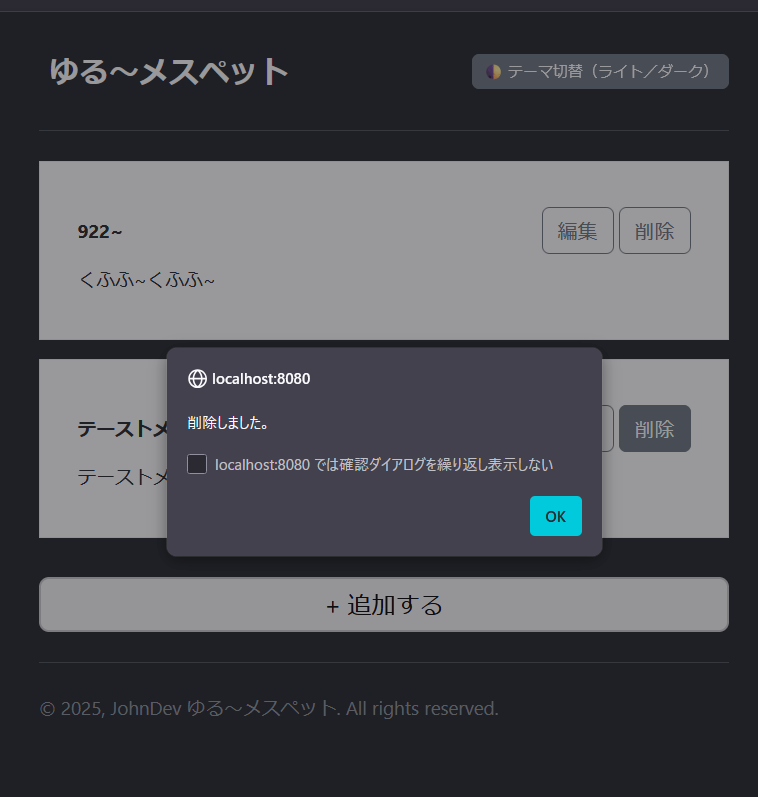 ゆる～メスペット
テーマ切替（ライト／ダーク）
922~
編集
削除
くふふ~くふふ~
テーストメ
削除
テーストメ
localhost:8080
削除しました。
localhost:8080 では確認ダイアログを繰り返し表示しない
OK
+ 追加する
© 2025, JohnDev ゆる～メスペット. All rights reserved.